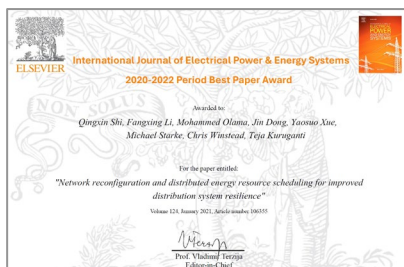 International Journal of Electrical Power & Energy Systems
ELSEVIER
2020-2022 Period Best Paper Award
NON SOLUS
Awarded to:
Qingxin Shi, Fangxing Li, Mohammed Olama, Jin Dong, Yaosuo Xue,
Michael Starke, Chris Winstead, Teja Kuruganti
For the paper entitled:
"Network reconfiguration and distributed energy resource scheduling for improved
distribution system resilience"
Volume 124, January 2021, Article number 106355
Prof. Vladimir Terzija
Editor-in-Chief